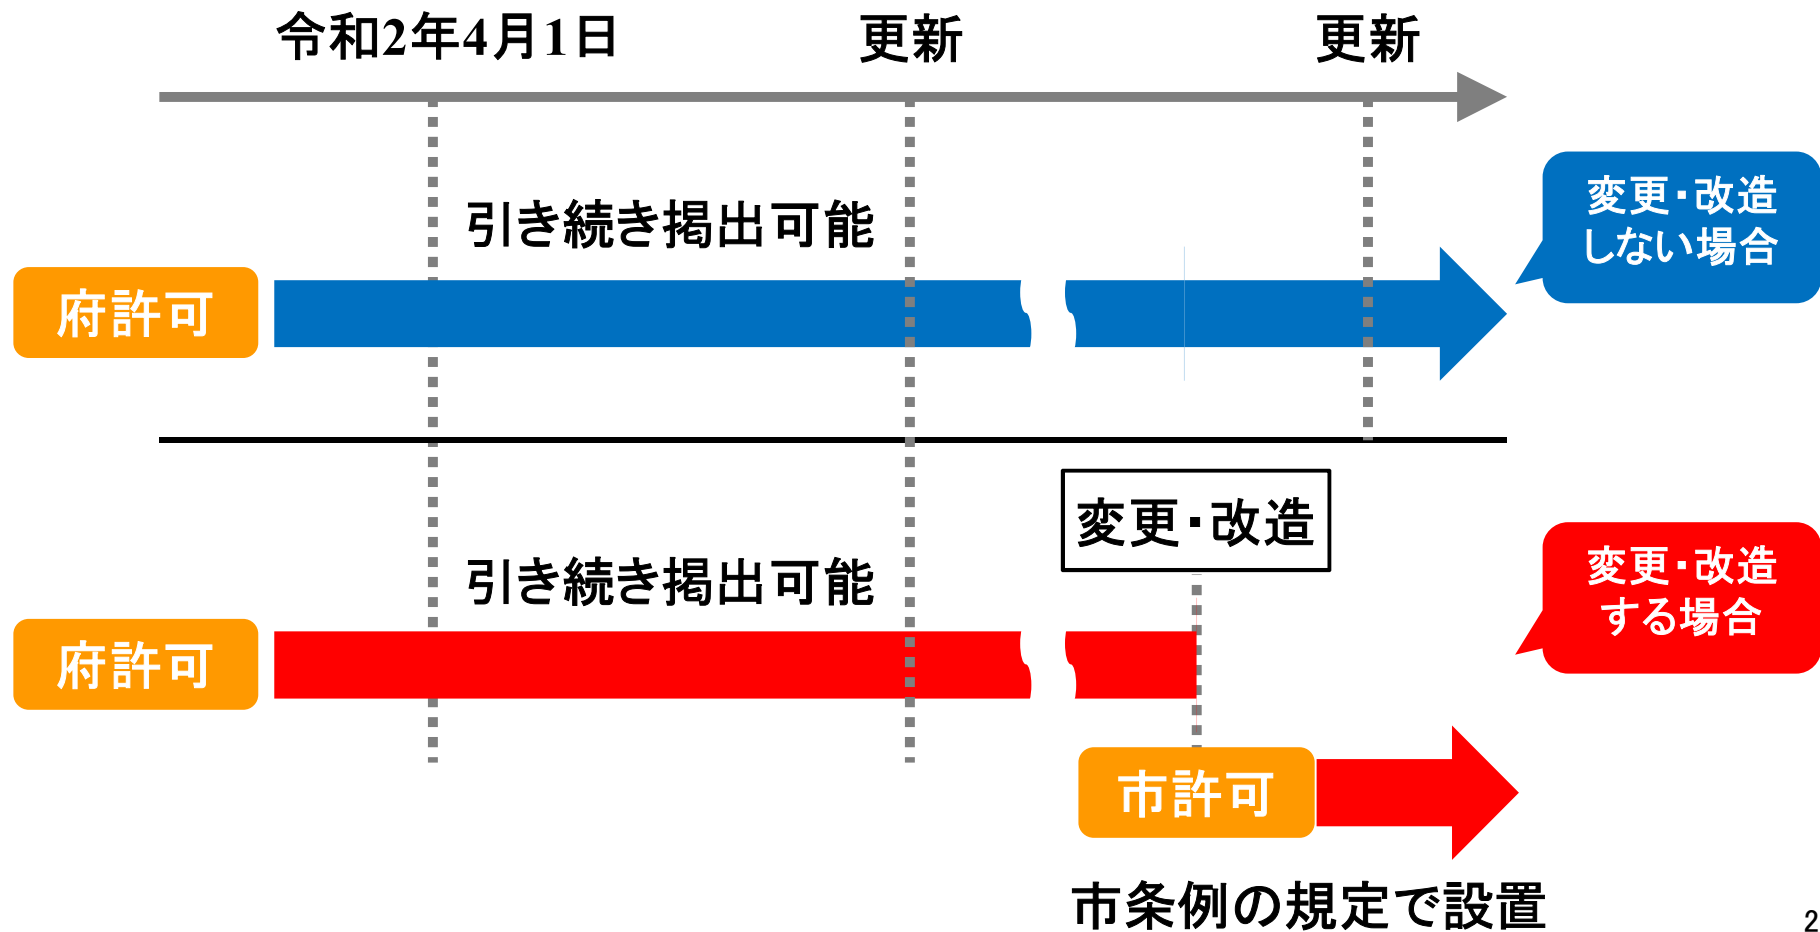 令和2年4月1日
更新
更新
変更・改造
しない場合
引き続き掲出可能
府許可
変更・改造
変更・改造
する場合
引き続き掲出可能
府許可
市許可
市条例の規定で設置
2